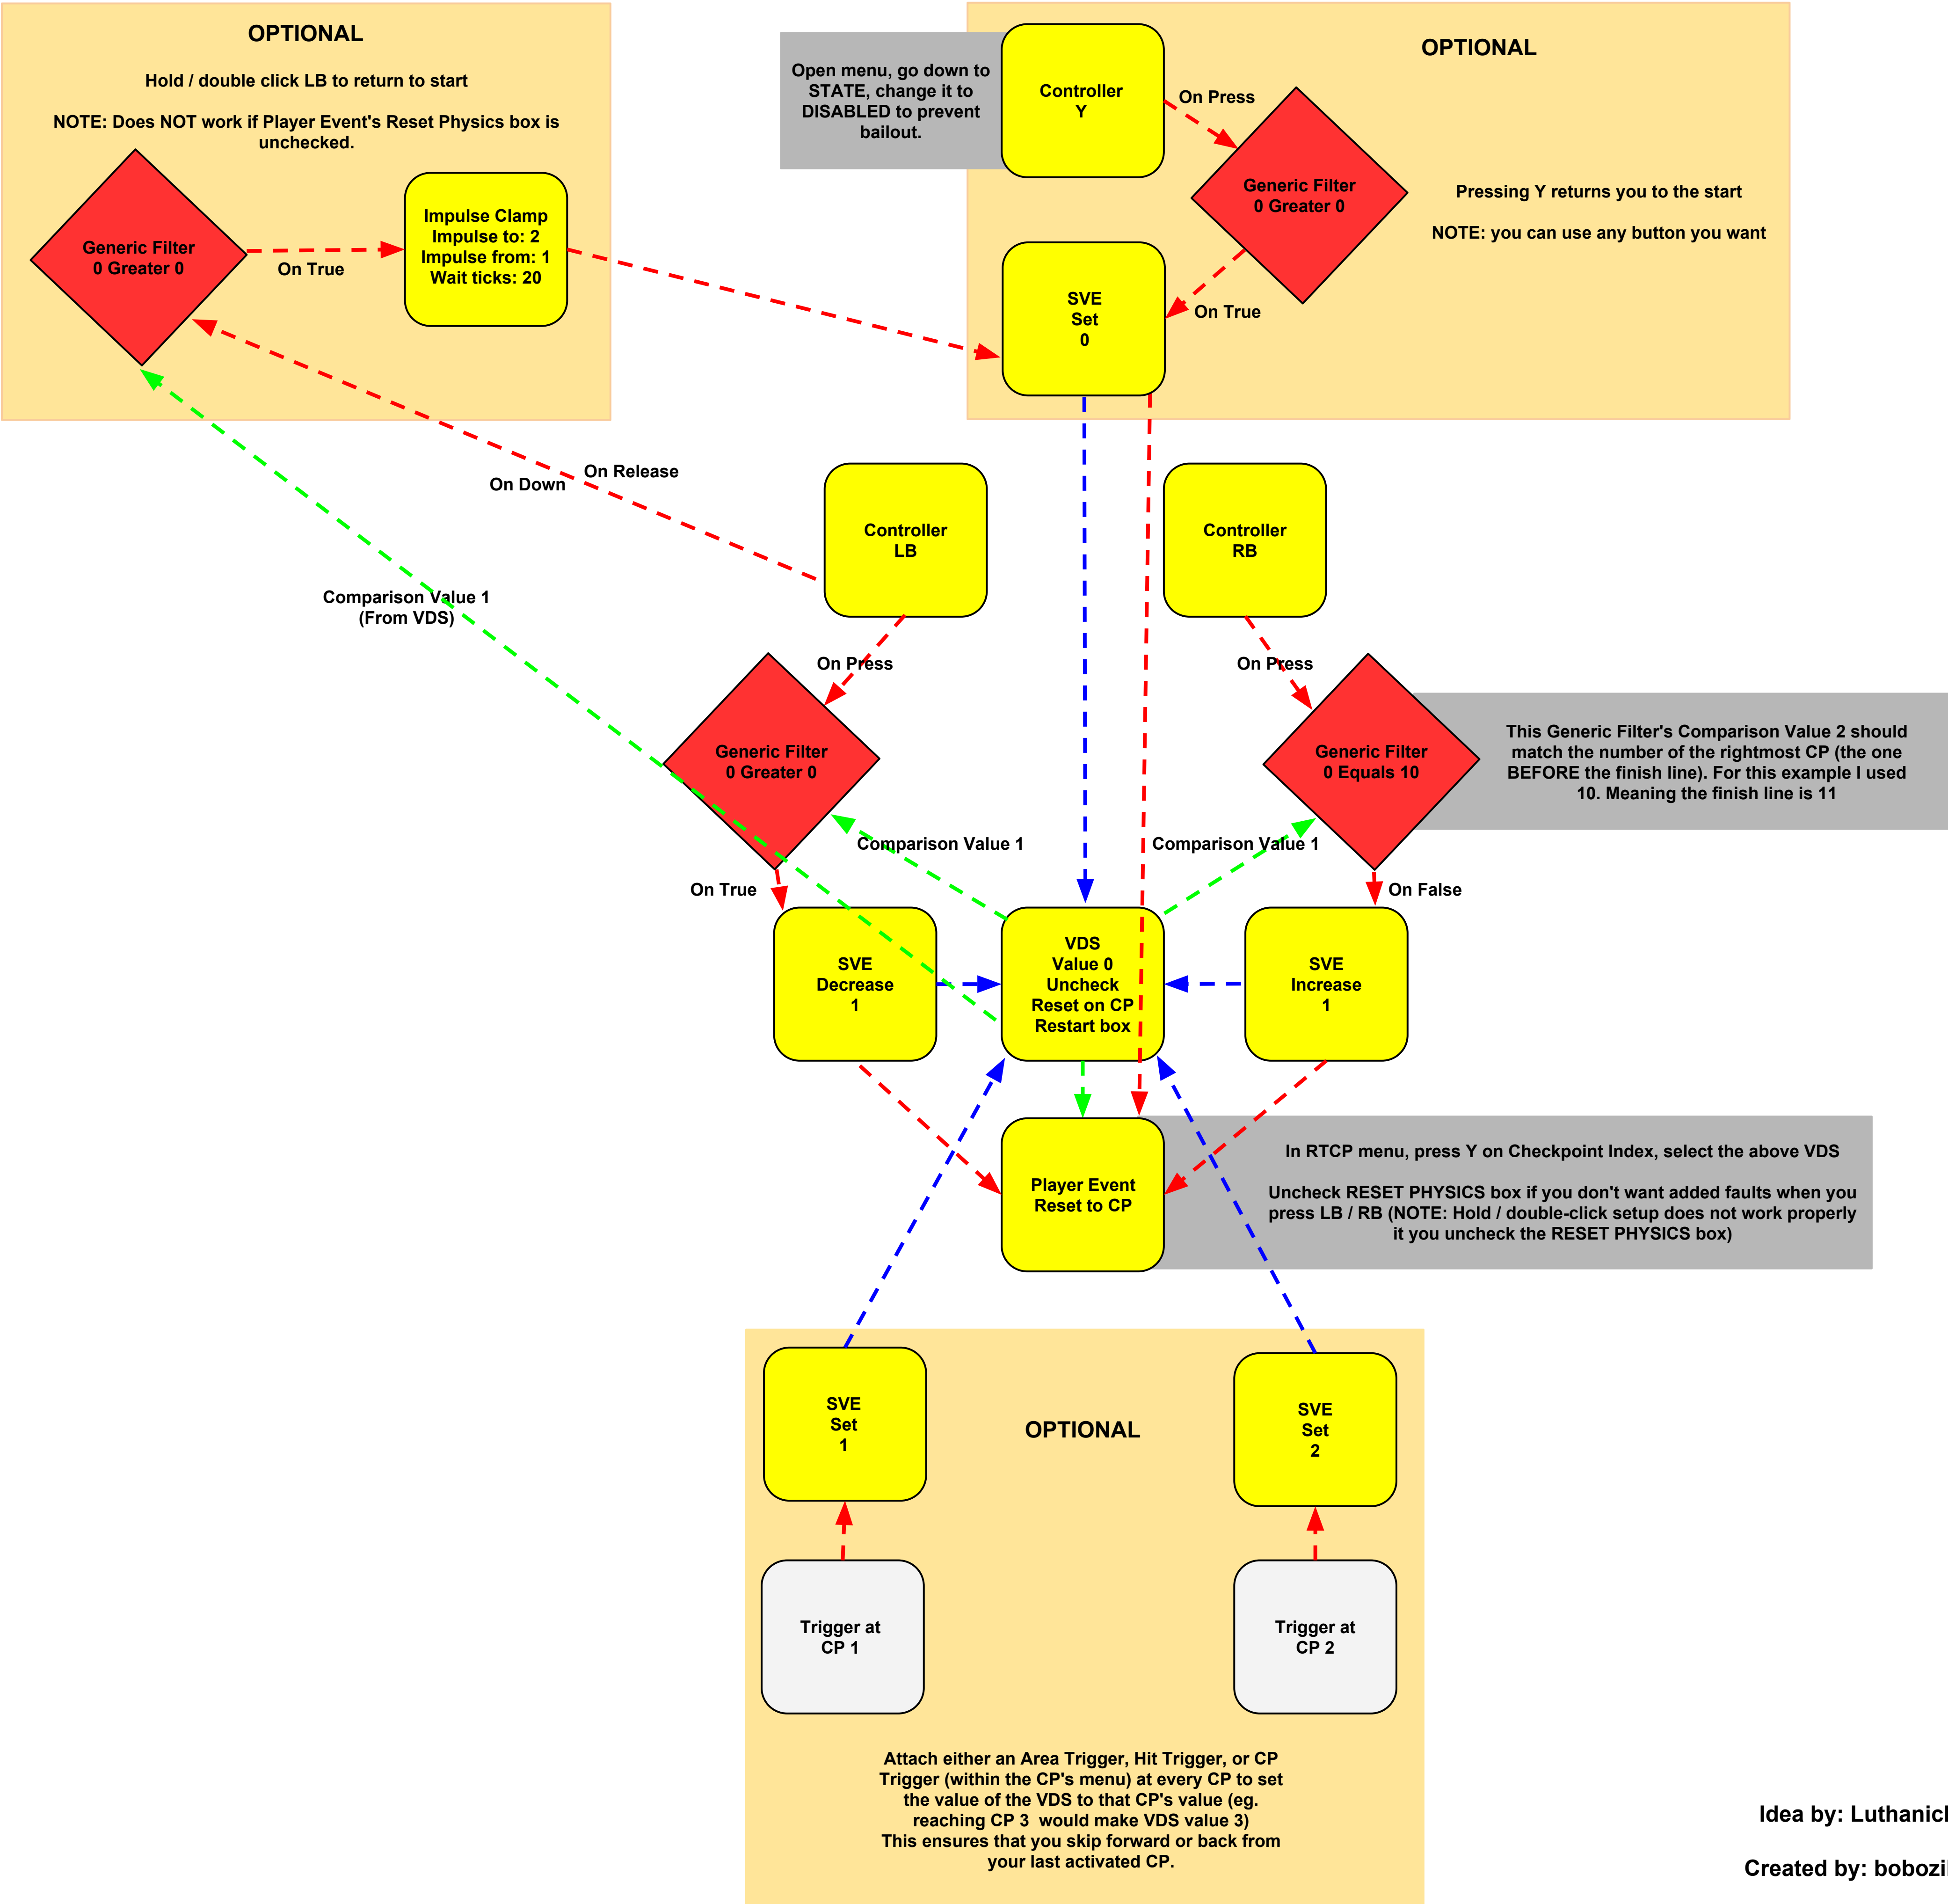 OPTIONAL
Hold / double click LB to return to start
NOTE: Does NOT work if Player Event's Reset Physics box is
unchecked.
Generic Filter
0 Greater 0
On True
Impulse Clamp
Impulse to: 2
Impulse from: 1
Wait ticks: 20
Open menu, go down to
STATE, change it to
DISABLED to prevent
bailout.
Controller
Y
On Press
OPTIONAL
Generic Filter
0 Greater 0
Pressing Y returns you to the start
NOTE: you can use any button you want
SVE
Set
0
On True
On Release
On Down
Controller
LB
Controller
RB
Comparison Value 1
(From VDS)
On Press
On Press
Generic Filter
0 Greater 0
Generic Filter
0 Equals 10
This Generic Filter's Comparison Value 2 should
match the number of the rightmost CP (the one
BEFORE the finish line). For this example I used
10. Meaning the finish line is 11
Comparison Value 1
Comparison Value 1
On True
On False
SVE
Decrease
1
VDS
Value 0
Uncheck
Reset on CP
Restart box
SVE
Increase
1
Player Event
Reset to CP
In RTCP menu, press Y on Checkpoint Index, select the above VDS
Uncheck RESET PHYSICS box if you don't want added faults when you
press LB / RB (NOTE: Hold / double-click setup does not work properly
it you uncheck the RESET PHYSICS box)
SVE
Set
1
OPTIONAL
SVE
Set
2
Trigger at
CP 1
Trigger at
CP 2
Attach either an Area Trigger, Hit Trigger, or CP
Trigger (within the CP's menu) at every CP to set
the value of the VDS to that CP's value (eg.
reaching CP 3 would make VDS value 3)
This ensures that you skip forward or back from
your last activated CP.
Idea by:
Created by: